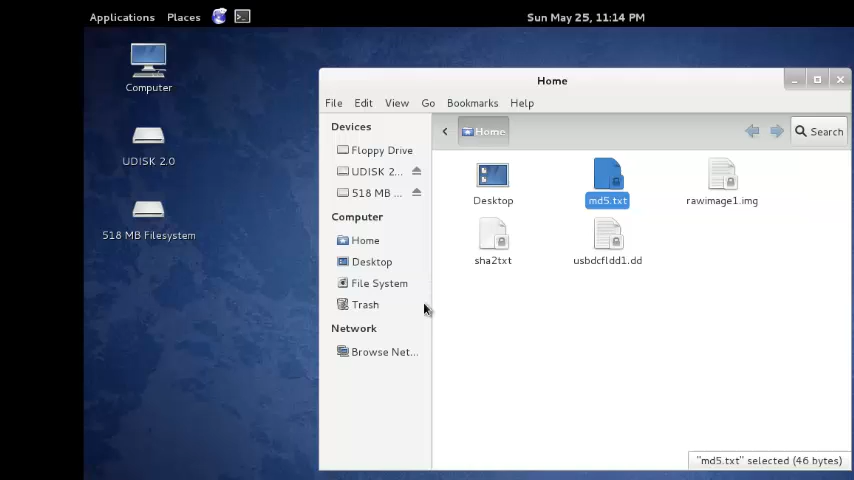 Applications Places Sun May 25, 11:14 PM
Computer
UDISK 2.0
518 MB Filesystem
Home
File Edit View Go Bookmarks Help
Devices
Floppy Drive
UDISK 2...
518 MB ...
Computer
Home
Desktop
File System
Trash
Network
Browse Net...
Home Search
Desktop md5.txt rawimage1.img
sha2txt usbdcfldd1.dd
"md5.txt" selected (46 bytes)